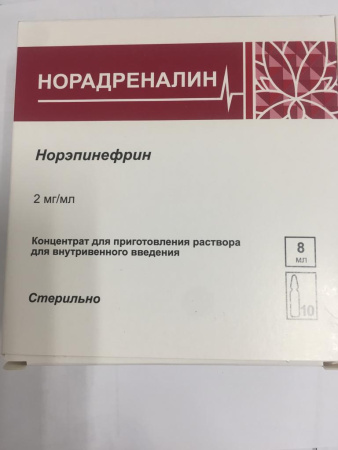 НОРАДРЕНАЛИН
Норэпинефрин
2 мг/мл
Концентрат для приготовления раствора
для внутривенного введения
8
мл
Стерильно
10